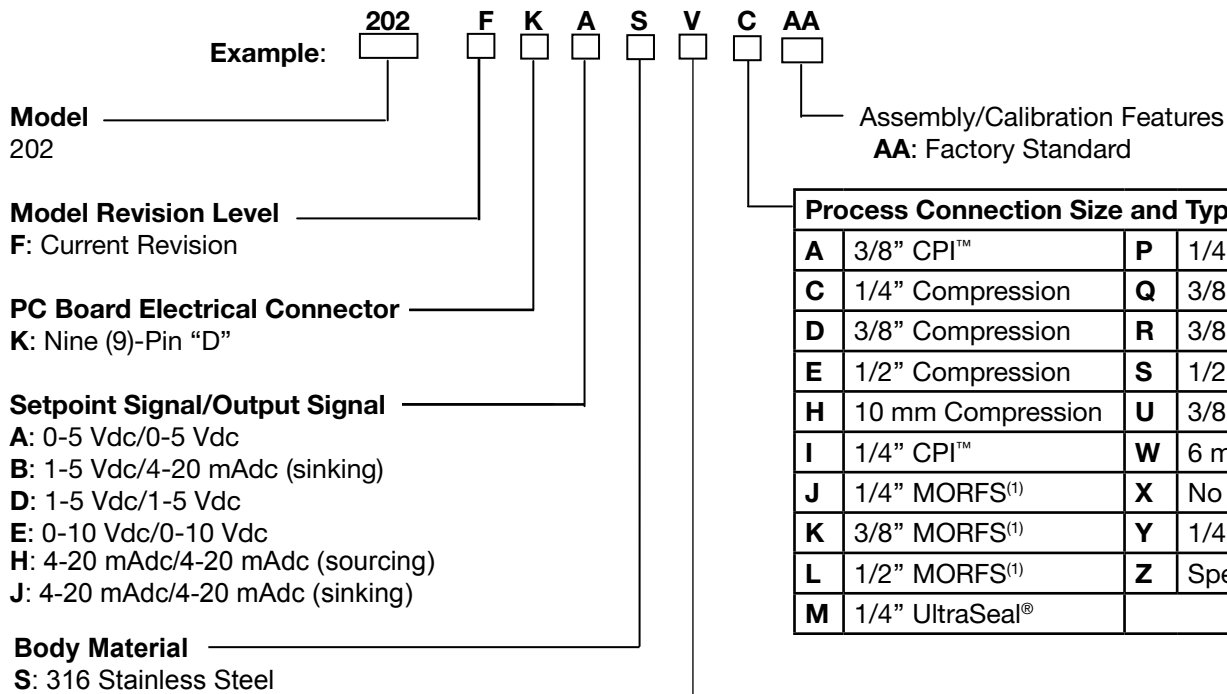 202 F K A S V C AA
Example:
Model
202
Model Revision Level
F: Current Revision
PC Board Electrical Connector
K: Nine (9)-Pin “D”
Setpoint Signal/Output Signal
A: 0-5 Vdc/0-5 Vdc
B: 1-5 Vdc/4-20 mAdc (sinking)
D: 1-5 Vdc/1-5 Vdc
E: 0-10 Vdc/0-10 Vdc
H: 4-20 mAdc/4-20 mAdc (sourcing)
J: 4-20 mAdc/4-20 mAdc (sinking)
Body Material
S: 316 Stainless Steel
Assembly/Calibration Features
AA: Factory Standard
Process Connection Size and Typ
A 3/8” CPI™ P 1/4
C 1/4” Compression Q 3/8
D 3/8” Compression R 3/8
E 1/2” Compression S 1/2
H 10 mm Compression U 3/8
I 1/4” CPI™ W 6 m
J 1/4” MORFS(1) X No
K 3/8” MORFS(1) Y 1/4
L 1/2” MORFS(1) Z Spe
M 1/4” UltraSeal®